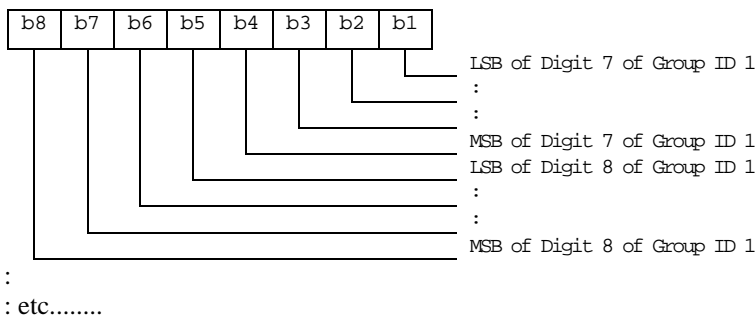 b8 b7 b6 b5 b4 b3 b2 b1
LSB of Digit 7 of Group ID 1
:
:
MSB of Digit 7 of Group ID 1
LSB of Digit 8 of Group ID 1
:
:
MSB of Digit 8 of Group ID 1
:
: etc........